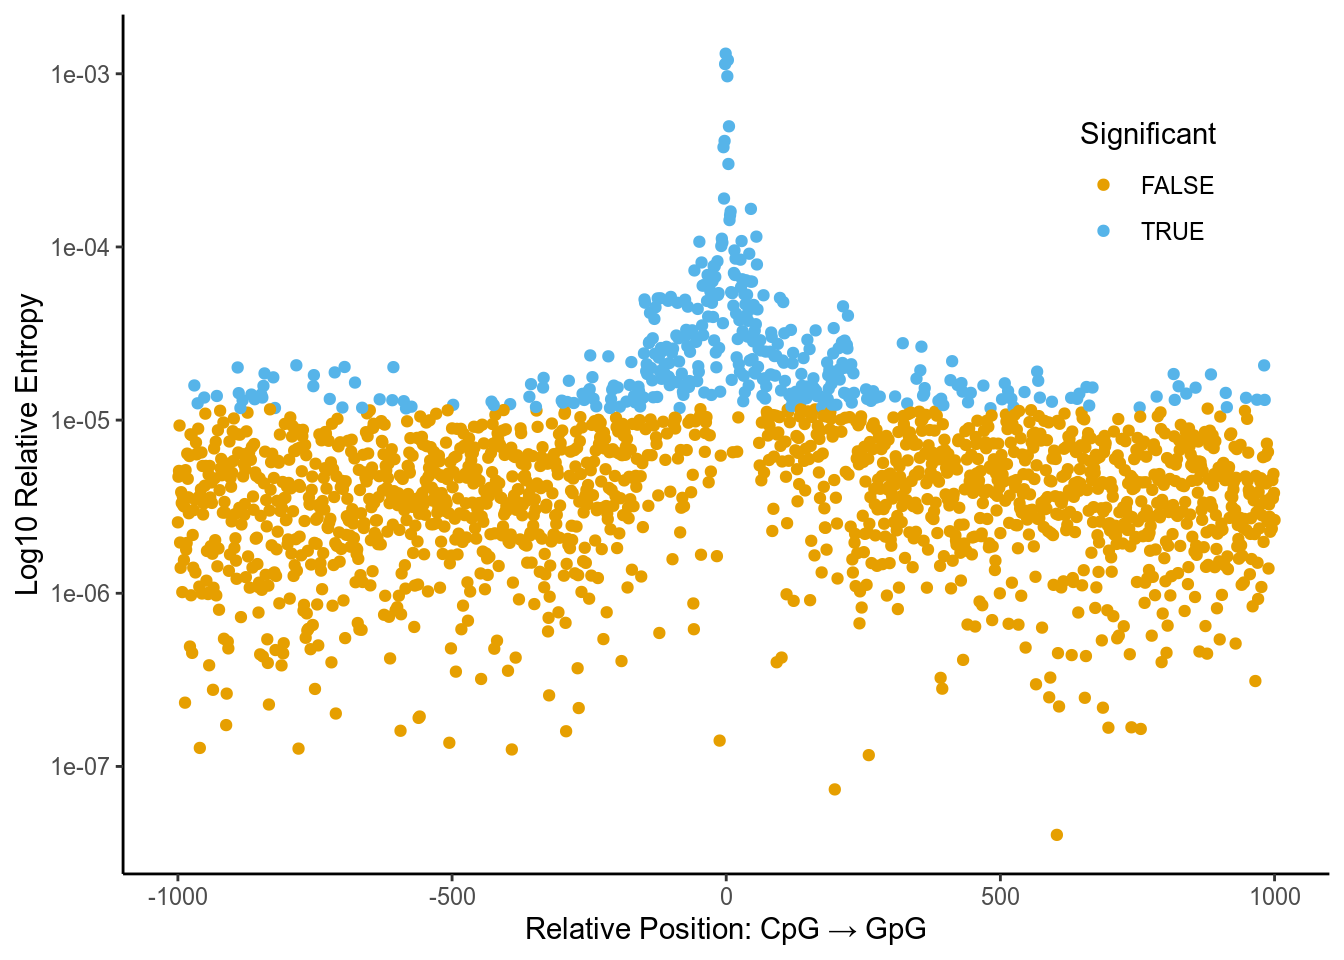 Log10 Relative Entropy
1e-03
1e-04
1e-05
1e-06
1e-07
Significant
FALSE
TRUE
-1000
-500
0
500
1000
Relative Position: CpG → GpG